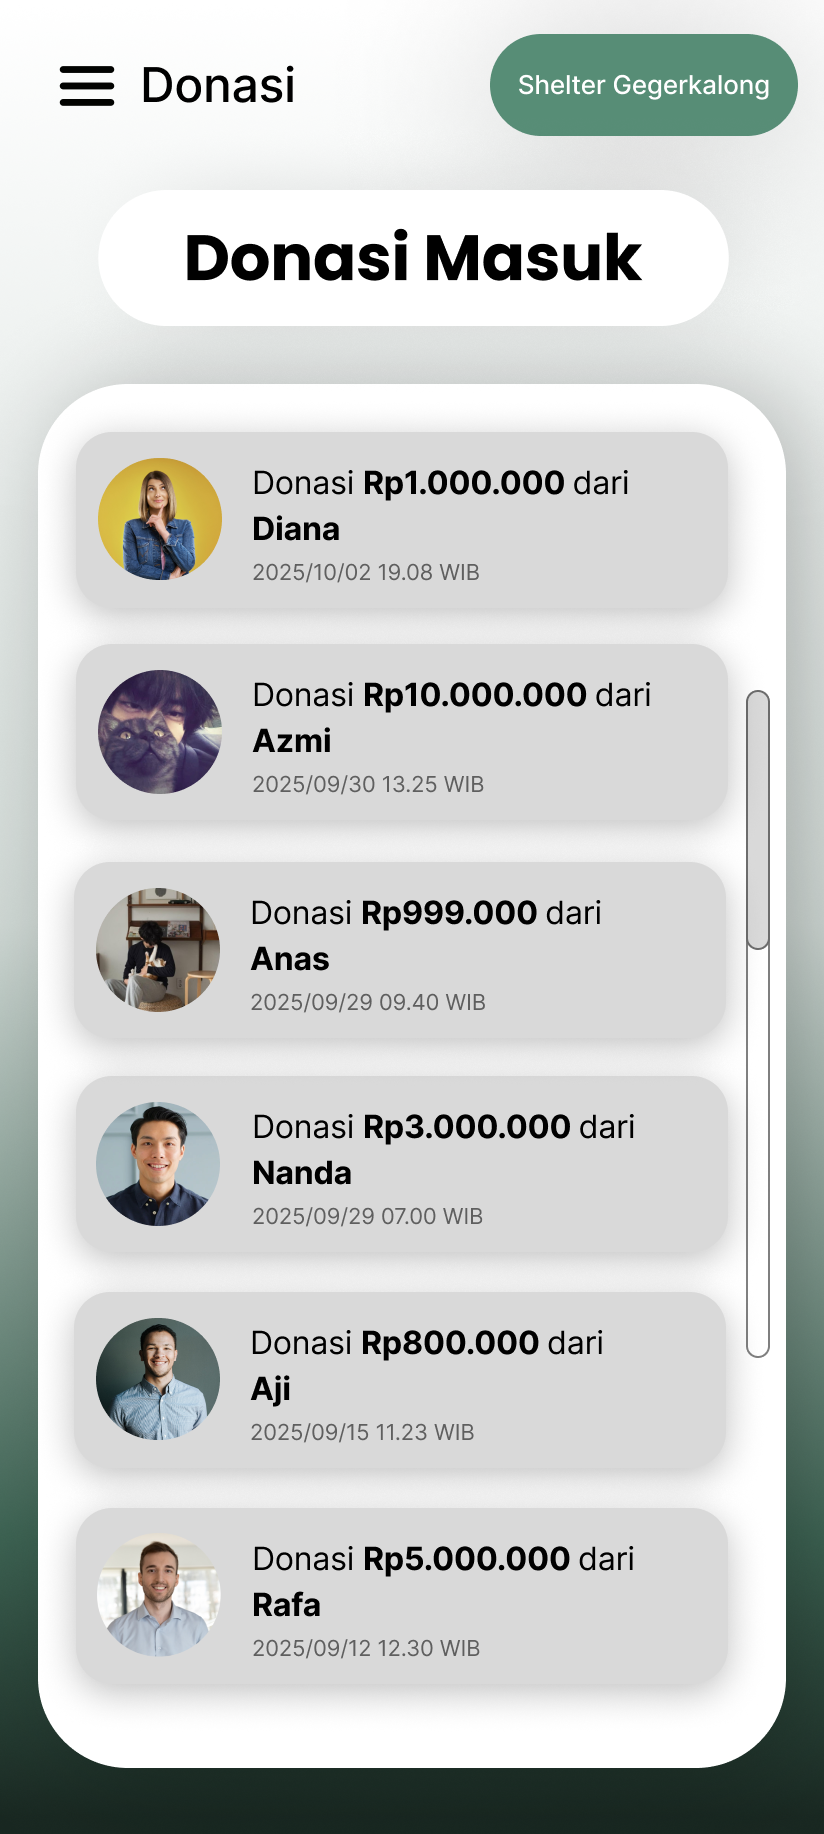 Donasi
Shelter Gegerkalong
Donasi Masuk
Donasi Rp1.000.000 dari
Diana
2025/10/02 19.08 WIB
Donasi Rp10.000.000 dari
Azmi
2025/09/30 13.25 WIB
Donasi Rp999.000 dari
Anas
2025/09/29 09.40 WIB
Donasi Rp3.000.000 dari
Nanda
2025/09/29 07.00 WIB
Donasi Rp800.000 dari
Aji
2025/09/15 11.23 WIB
Donasi Rp5.000.000 dari
Rafa
2025/09/12 12.30 WIB